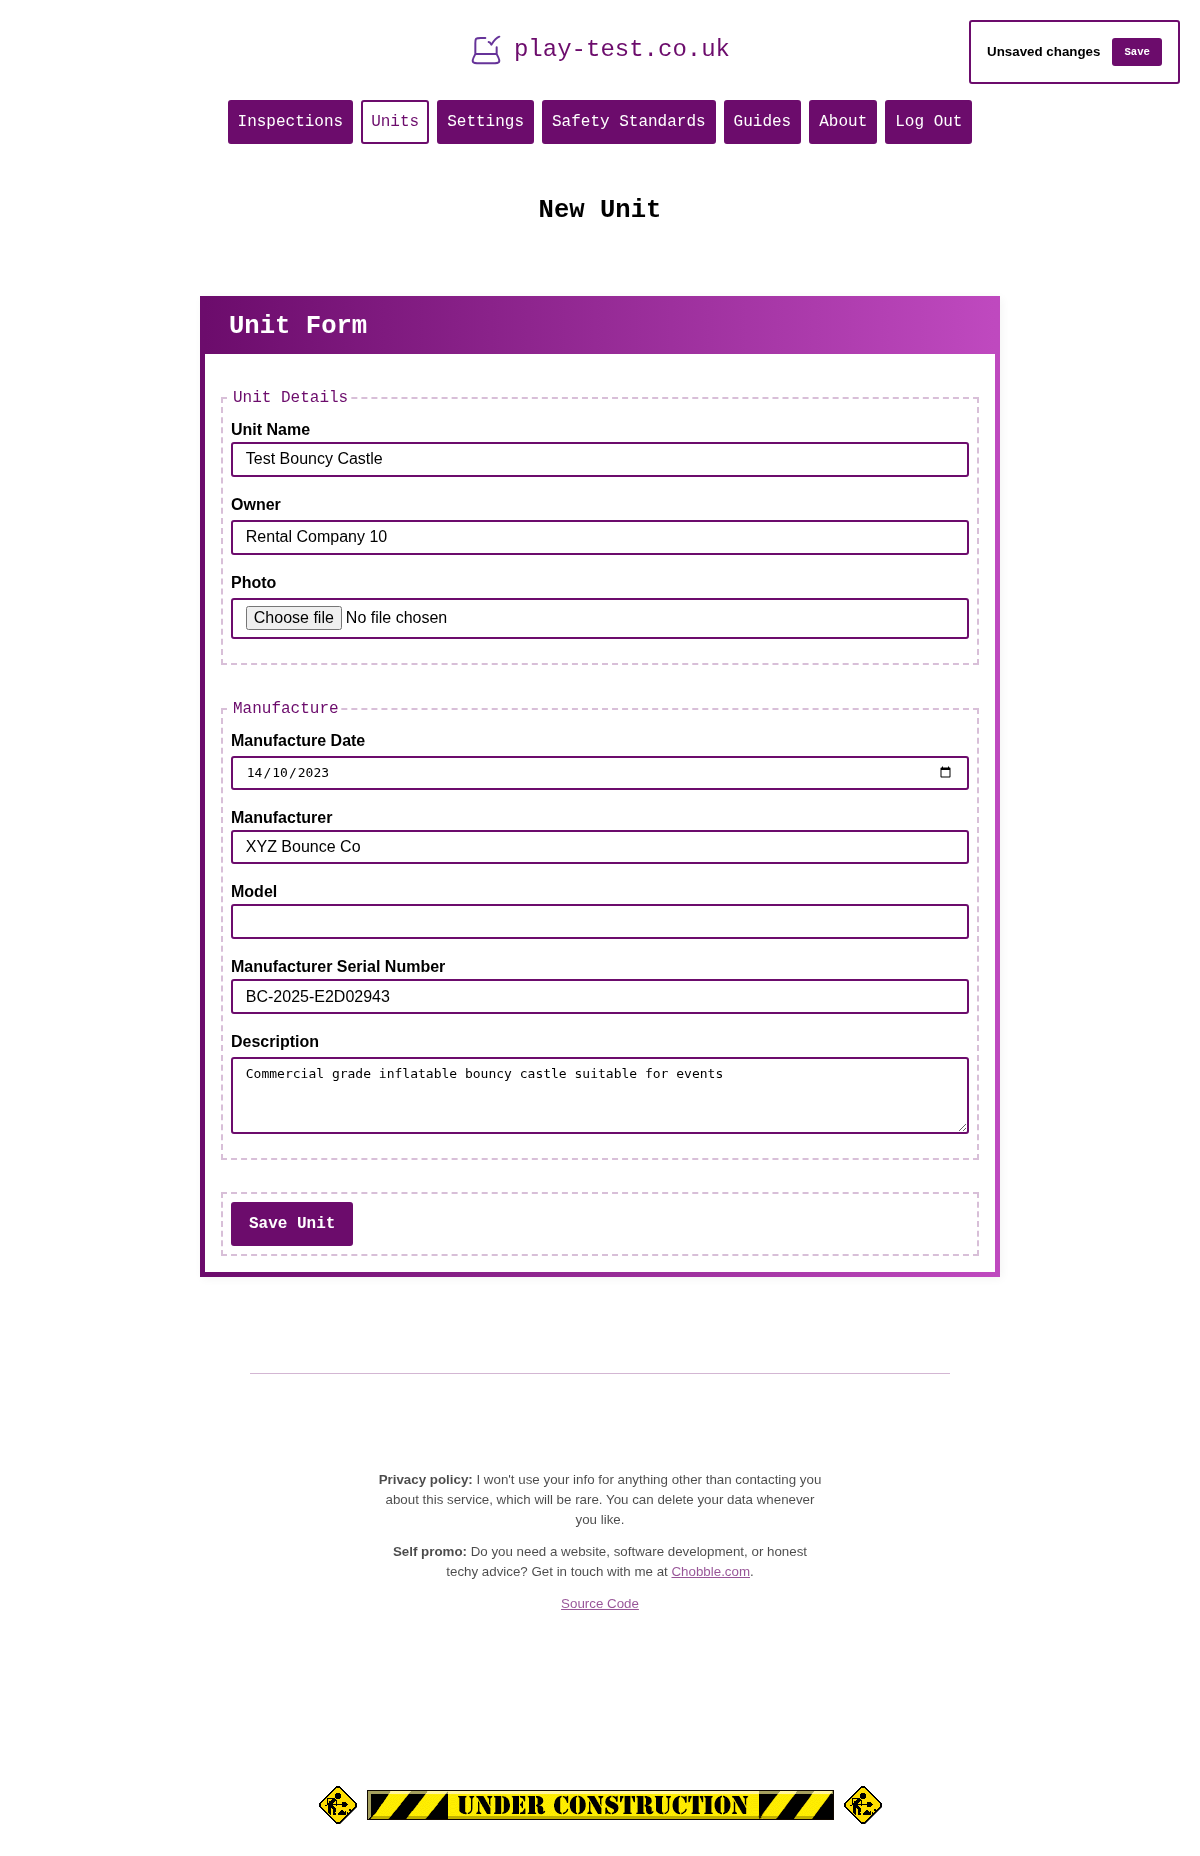 play-test.co.uk
Unsaved changes
Save
Inspections
Units
Settings
Safety Standards
Guides
About
Log Out
New Unit
Unit Form
Unit Details
Unit Name
Test Bouncy Castle
Owner
Rental Company 10
Photo
Choose file No file chosen
Manufacture
Manufacture Date
14/10/2023
Manufacturer
XYZ Bounce Co
Model
Manufacturer Serial Number
BC-2025-E2D02943
Description
Commercial grade inflatable bouncy castle suitable for events
Save Unit
Privacy policy: I won't use your info for anything other than contacting you
about this service, which will be rare. You can delete your data whenever
you like.
Self promo: Do you need a website, software development, or honest
techy advice? Get in touch with me at Chobble.com.
Source Code
UNDER CONSTRUCTION